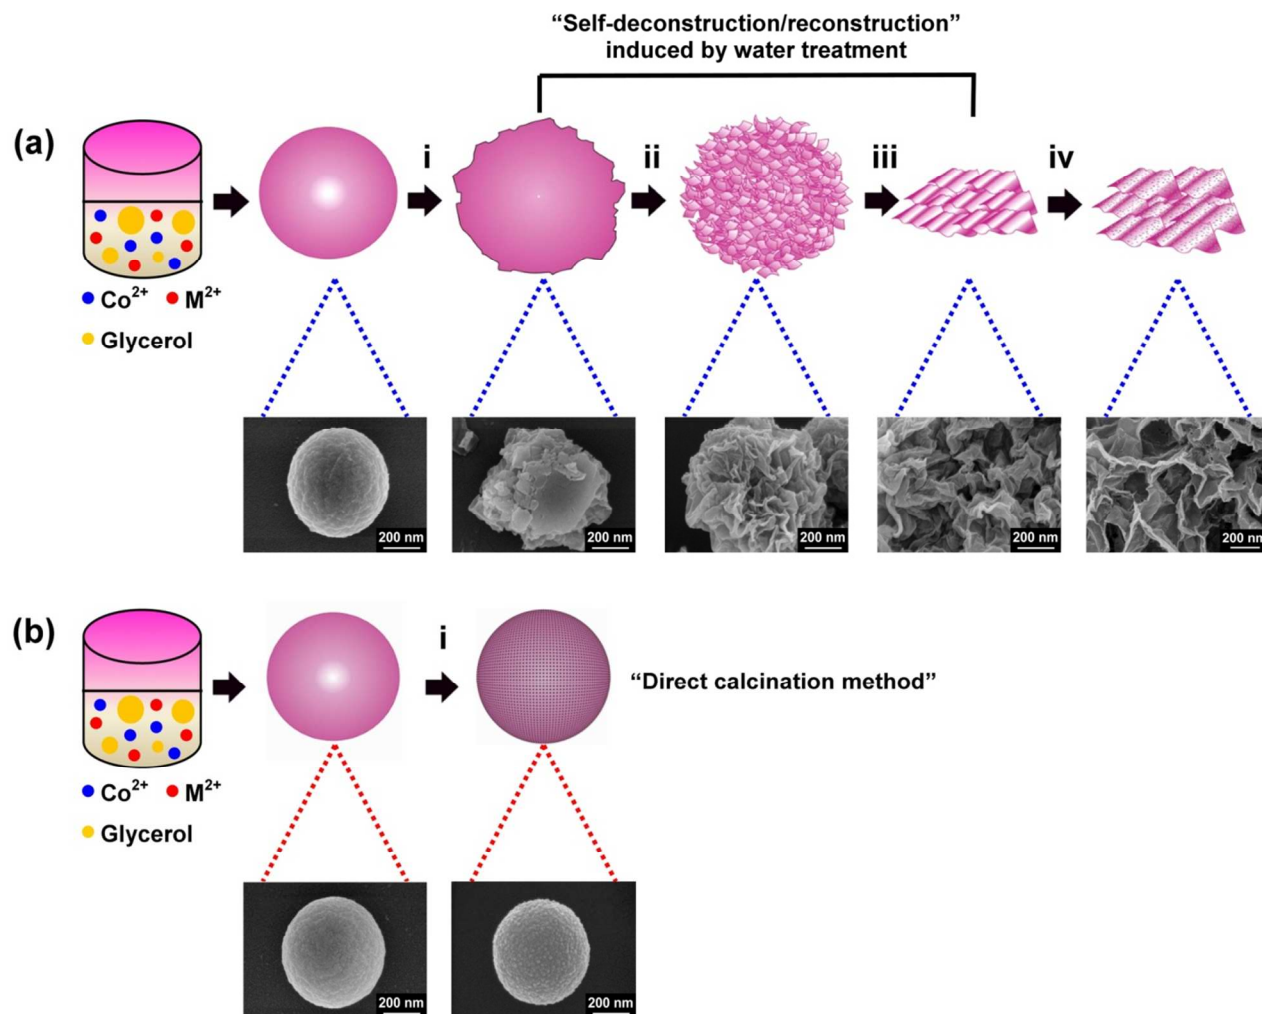 “Self-deconstruction/reconstruction”
induced by water treatment
(a)
i
ii
iii
iv
Co²⁺ M²⁺
Glycerol
200 nm
200 nm
200 nm
200 nm
200 nm
(b)
i
“Direct calcination method”
Co²⁺ M²⁺
Glycerol
200 nm
200 nm